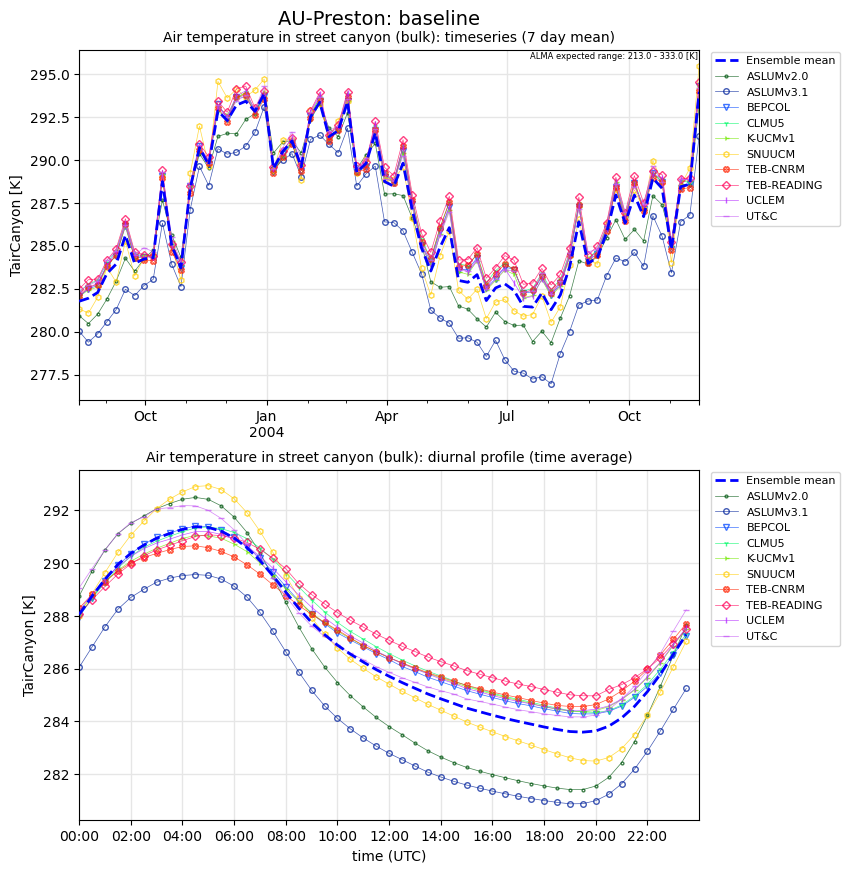 AU-Preston: baseline
Air temperature in street canyon (bulk): timeseries (7 day mean)
ALMA expected range: 213.0 - 333.0 [K]
TairCanyon [K]
295.0
292.5
290.0
287.5
285.0
282.5
280.0
277.5
Oct
Jan
2004
Apr
Jul
Oct
Ensemble mean
ASLUMv2.0
ASLUMv3.1
BEPCOL
CLMU5
K-UCMv1
SNUUCM
TEB-CNRM
TEB-READING
UCLEM
UT&C
Air temperature in street canyon (bulk): diurnal profile (time average)
TairCanyon [K]
292
290
288
286
284
282
00:00
02:00
04:00
06:00
08:00
10:00
12:00
14:00
16:00
18:00
20:00
22:00
time (UTC)
Ensemble mean
ASLUMv2.0
ASLUMv3.1
BEPCOL
CLMU5
K-UCMv1
SNUUCM
TEB-CNRM
TEB-READING
UCLEM
UT&C